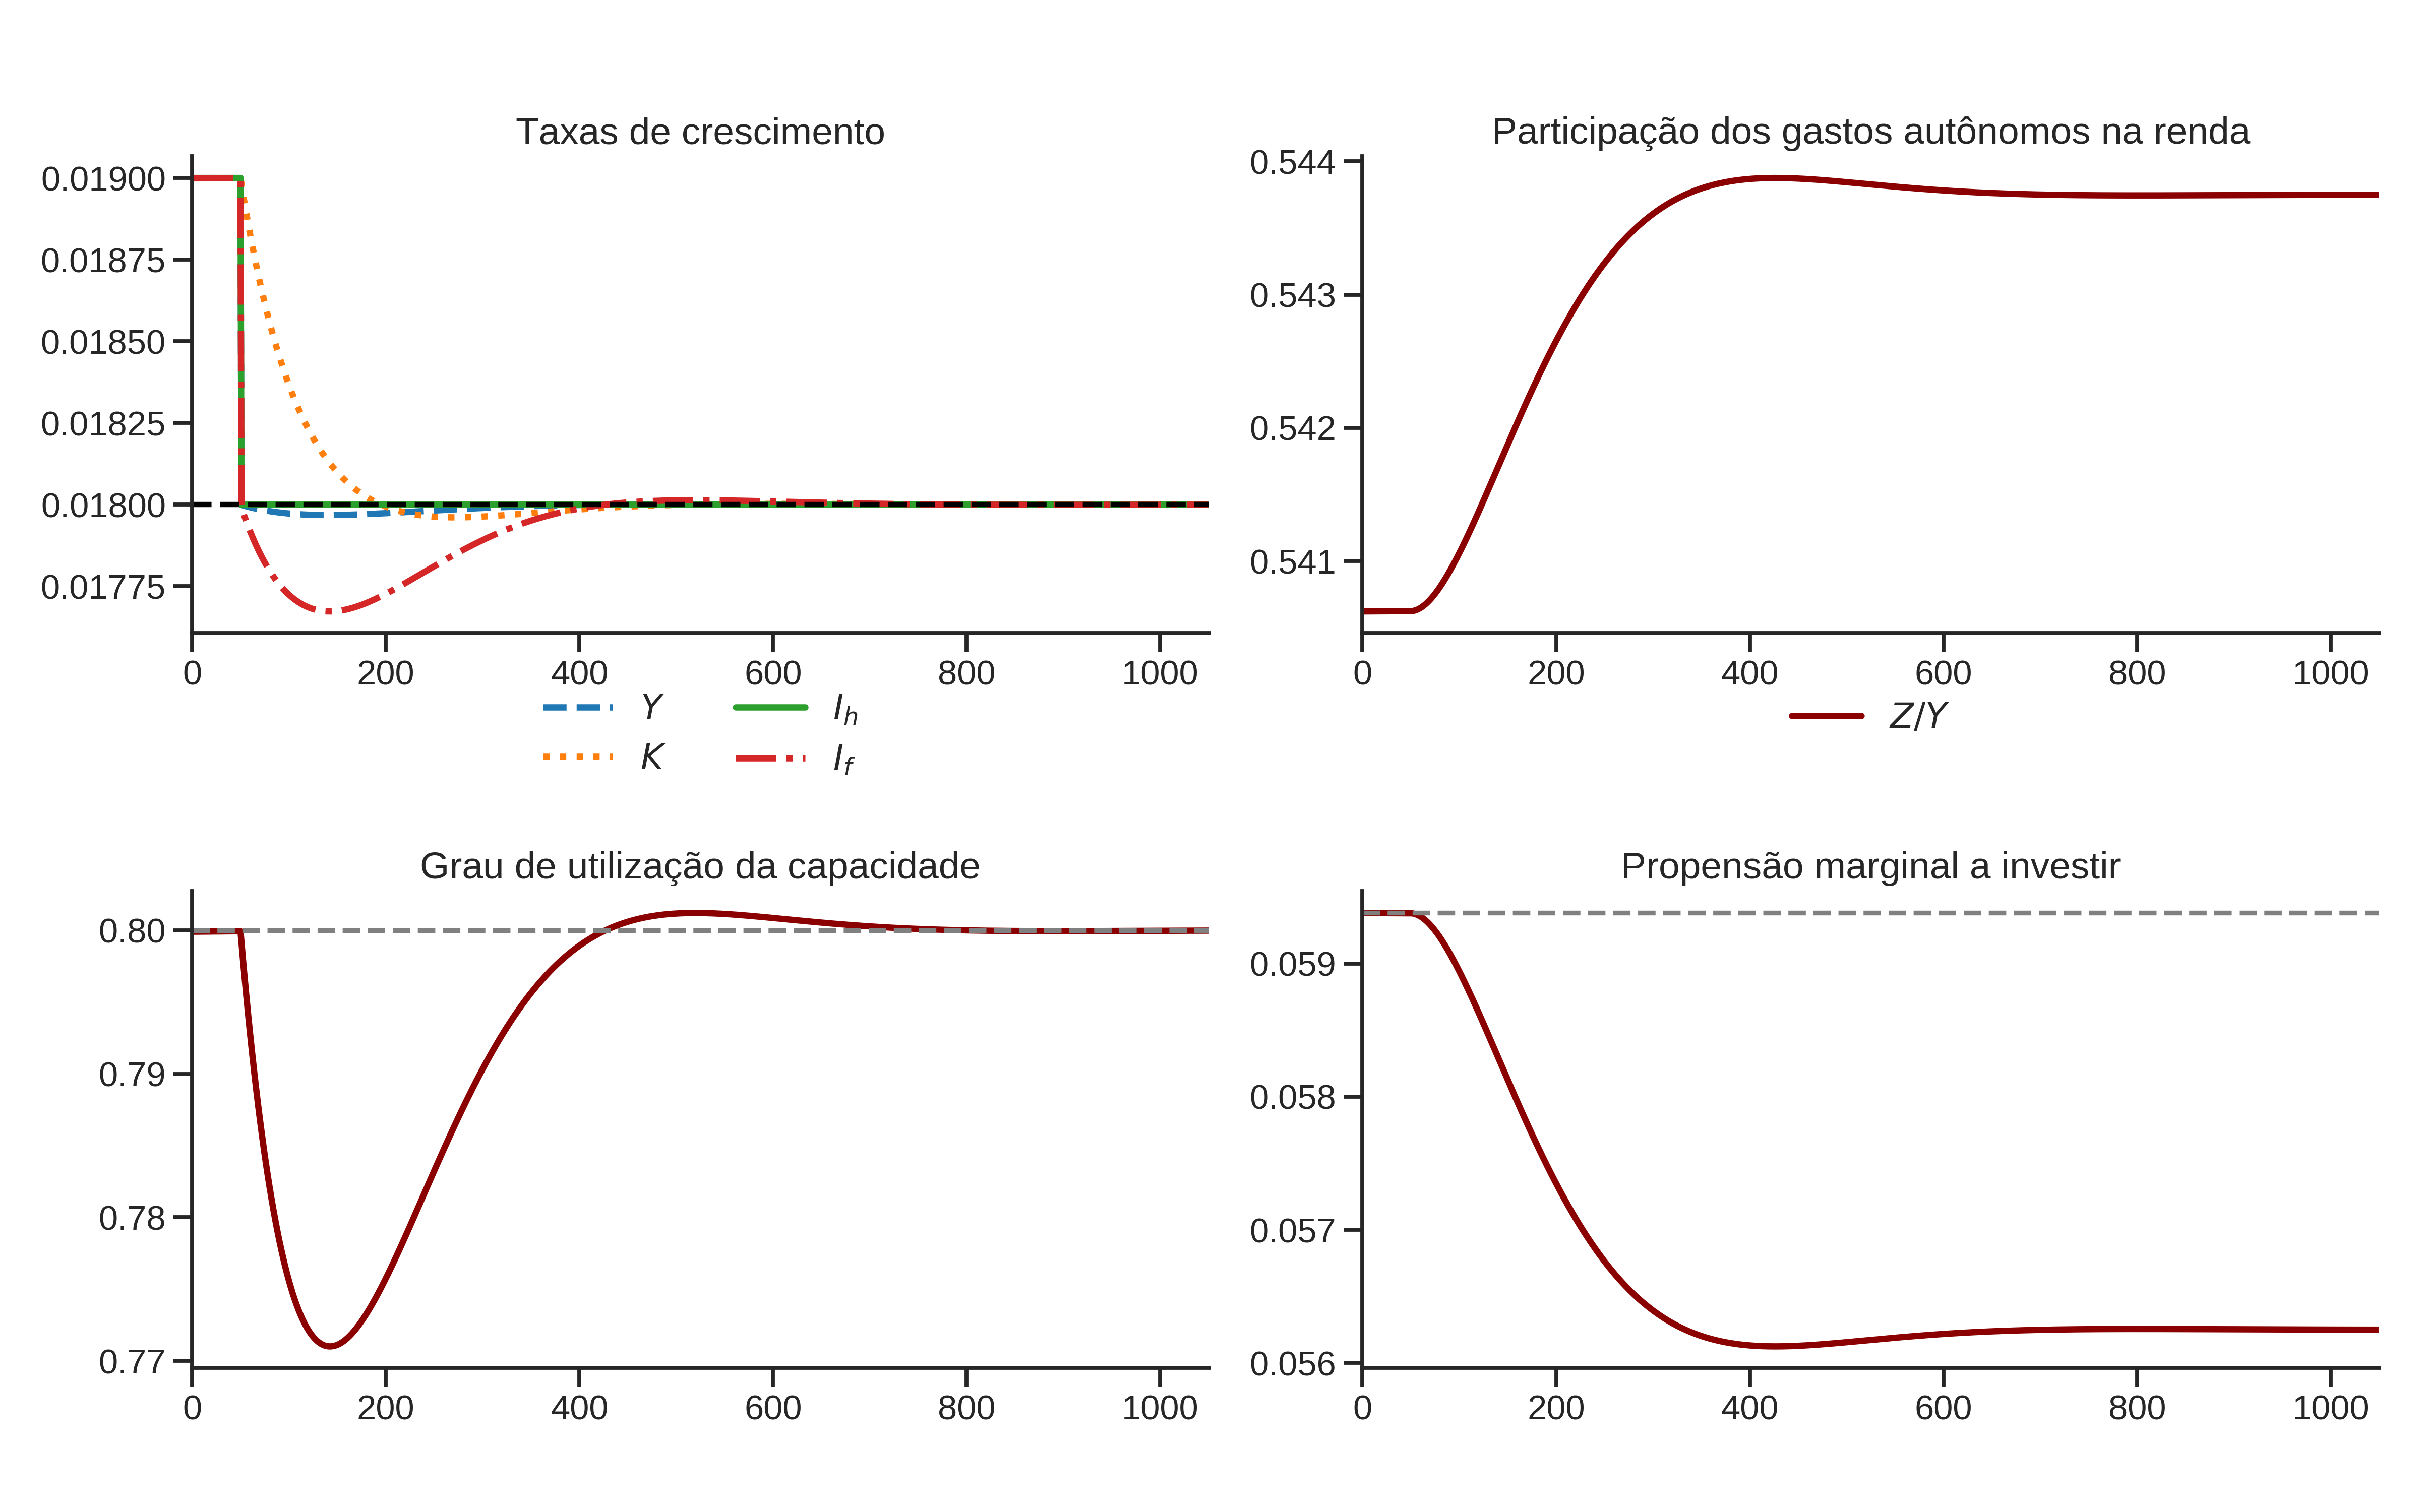 Taxas de crescimento
0.01900
0.01875
0.01850
0.01825
0.01800
0.01775
0 200 400 600 800 1000
Y I_h
K I_f
Participação dos gastos autônomos na renda
0.544
0.543
0.542
0.541
0 200 400 600 800 1000
Z/Y
Grau de utilização da capacidade
0.80
0.79
0.78
0.77
0 200 400 600 800 1000
Propensão marginal a investir
0.059
0.058
0.057
0.056
0 200 400 600 800 1000